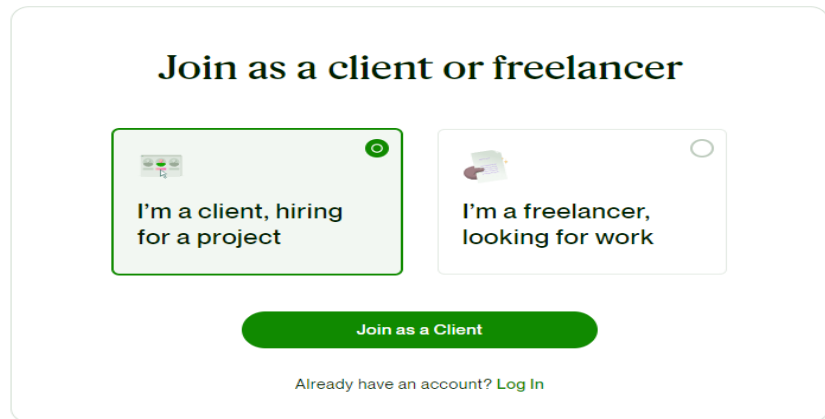 Join as a client or freelancer
I’m a client, hiring
for a project
I’m a freelancer,
looking for work
Join as a Client
Already have an account? Log In